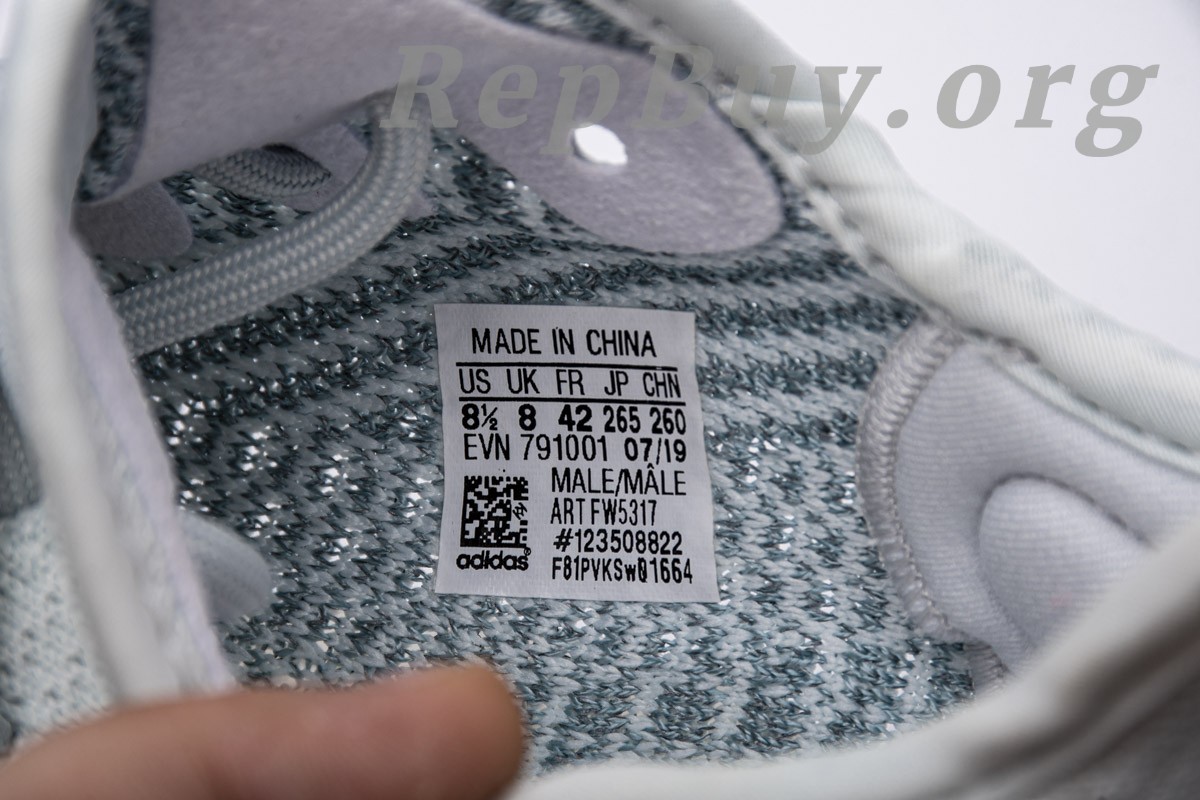 RepBuy.org
MADE IN CHINA
US UK FR JP CHN
8½ 8 42 265 260
EVN 791001 07/19
MALE/MÂLE
ART FW5317
#123508822
F81PVKSwQ1664
adidas®